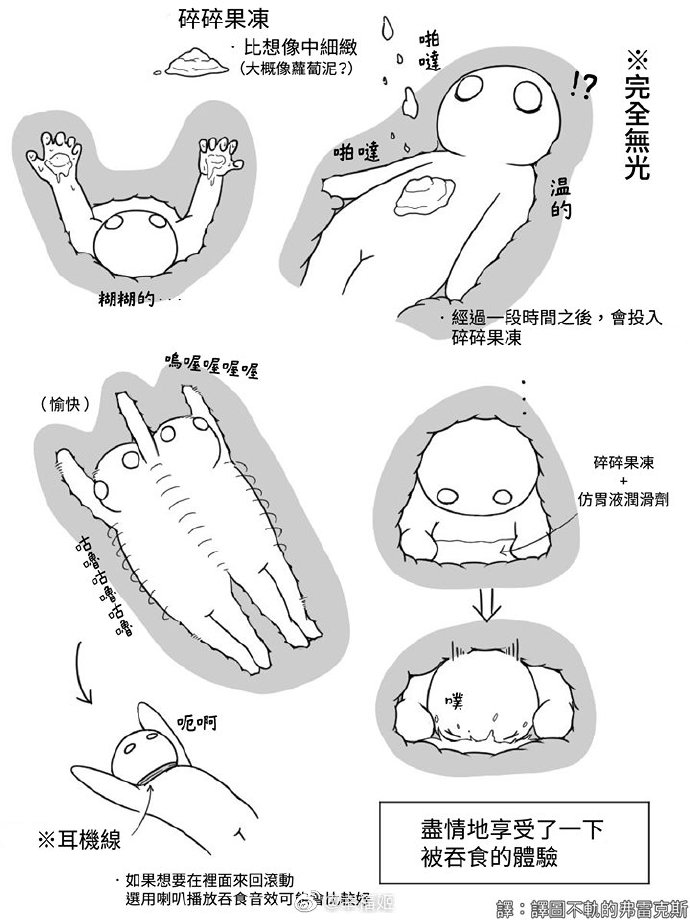 碎碎果凍
·比想像中細緻
（大概像蘿蔔泥？）
啪噠
!?
※完全無光
啪噠
温的
糊糊的···
·經過一段時間之後，會投入
碎碎果凍
嗚喔喔喔喔
（愉快）
咕嚕咕嚕咕嚕
碎碎果凍
+
仿胃液潤滑劑
噗
呃啊
※耳機線
·如果想要在裡面來回滾動
選用喇叭播放吞食音效可能會比較好
盡情地享受了一下
被吞食的體驗
譯：譯圖不軌的弗雷克斯